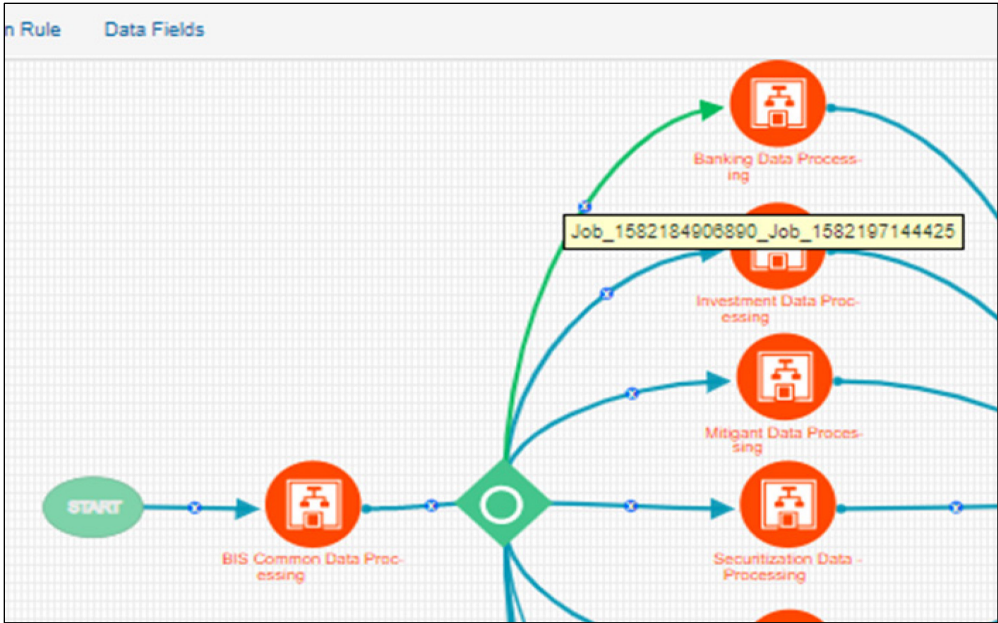 n Rule Data Fields
Banking Data Process-
ing
Job_1582184906890_Job_1582197144425
Investment Data Proc-
essing
Mitigant Data Proces-
sing
START
BIS Common Data Proc-
essing
Securitization Data -
Processing